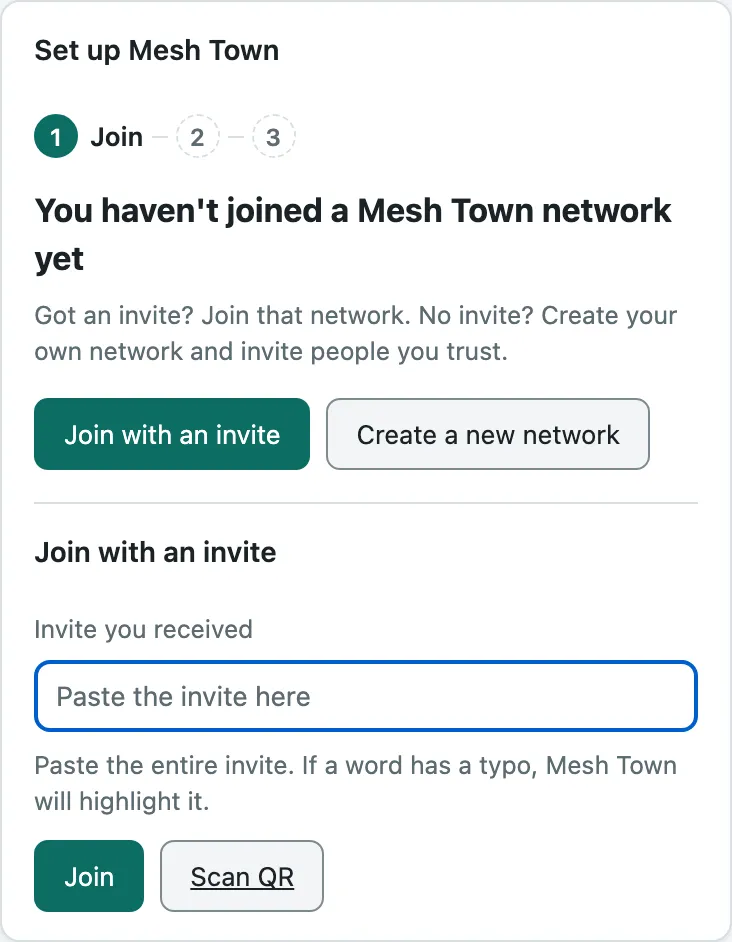 Set up Mesh Town
1 Join 2 3
You haven't joined a Mesh Town network
yet
Got an invite? Join that network. No invite? Create your
own network and invite people you trust.
Join with an invite Create a new network
Join with an invite
Invite you received
Paste the invite here
Paste the entire invite. If a word has a typo, Mesh Town
will highlight it.
Join Scan QR